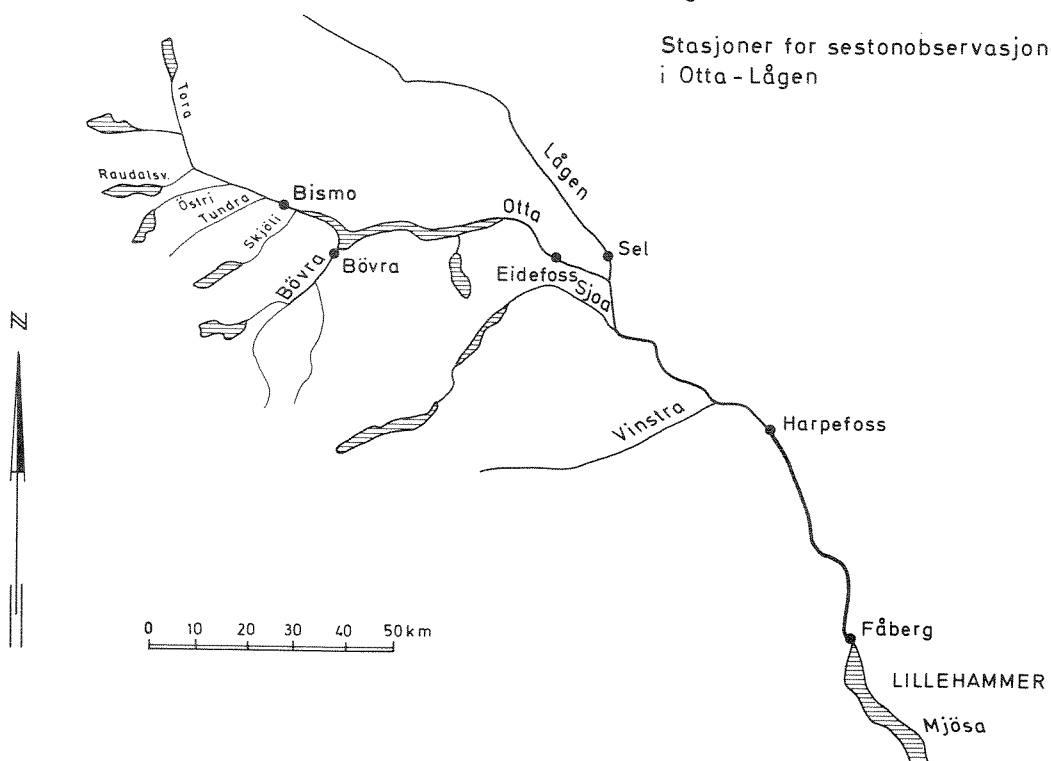 Stasjoner for sestonobservasjon
i Otta - Lågen
Tora
Lågen
Raudalsv.
Östri
Tundra
Bismo
Otta
Skjöli
Sel
Bövra
Bövra
Eidefoss
Sjoa
N
Vinstra
Harpefoss
0 10 20 30 40 50 km
Fåberg
LILLEHAMMER
Mjösa